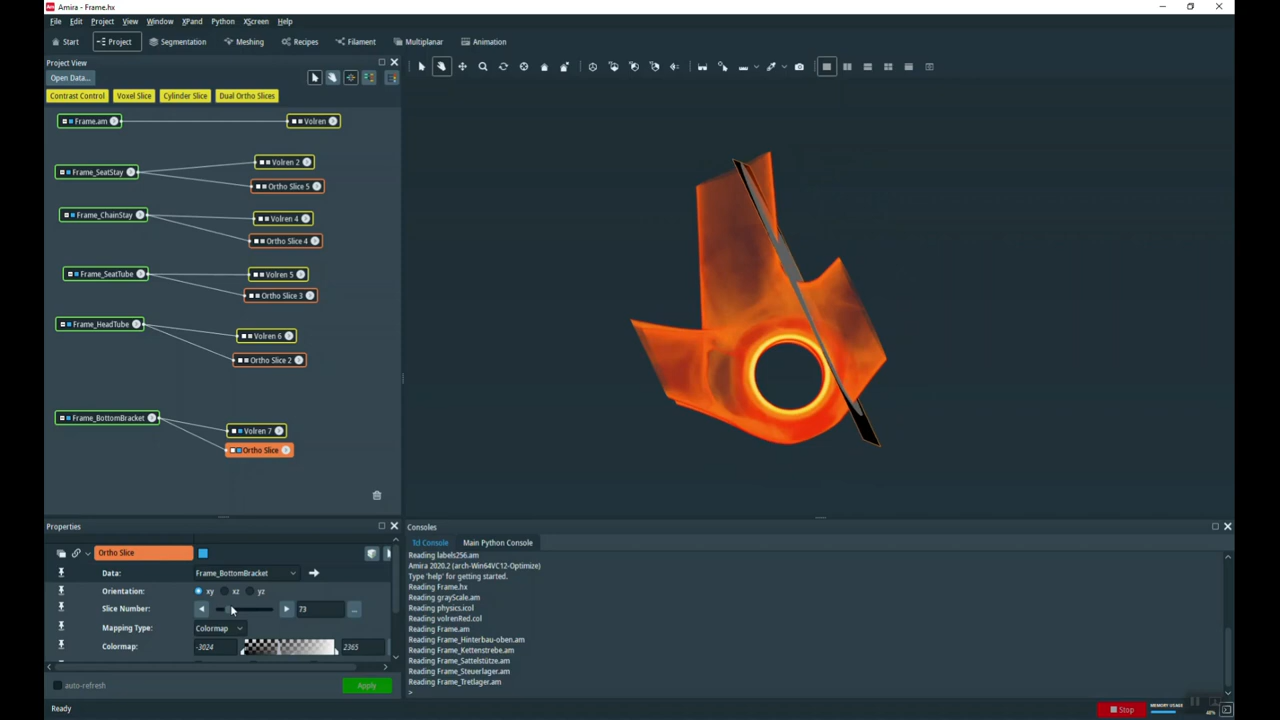 Amira - Frame.hx
File Edit Project View Window XPand Python XScreen Help
Start Project Segmentation Meshing Recipes Filament Multiplanar Animation
Project View
Open Data...
Contrast Control Voxel Slice Cylinder Slice Dual Ortho Slices
Frame.am Volren
Volren 2
Frame_SeatStay
Ortho Slice 5
Frame_ChainStay Volren 4
Ortho Slice 4
Frame_SeatTube Volren 5
Ortho Slice 3
Frame_HeadTube Volren 6
Ortho Slice 2
Frame_BottomBracket
Volren 7
Ortho Slice
Properties
Ortho Slice
Data: Frame_BottomBracket
Orientation: xy xz yz
Slice Number: 73 ...
Mapping Type: Colormap
Colormap: -3024 2365
auto-refresh Apply
Consoles
Tcl Console Main Python Console
Reading labels256.am
Amira 2020.2 (arch-Win64VC12-Optimize)
Type 'help' for getting started.
Reading Frame.hx
Reading grayScale.am
Reading physics.icol
Reading volrenRed.col
Reading Frame.am
Reading Frame_Hinterbau-oben.am
Reading Frame_Kettenstrebe.am
Reading Frame_Sattelstütze.am
Reading Frame_Steuerlager.am
Reading Frame_Tretlager.am
>
Ready Stop MEMORY USAGE 48%